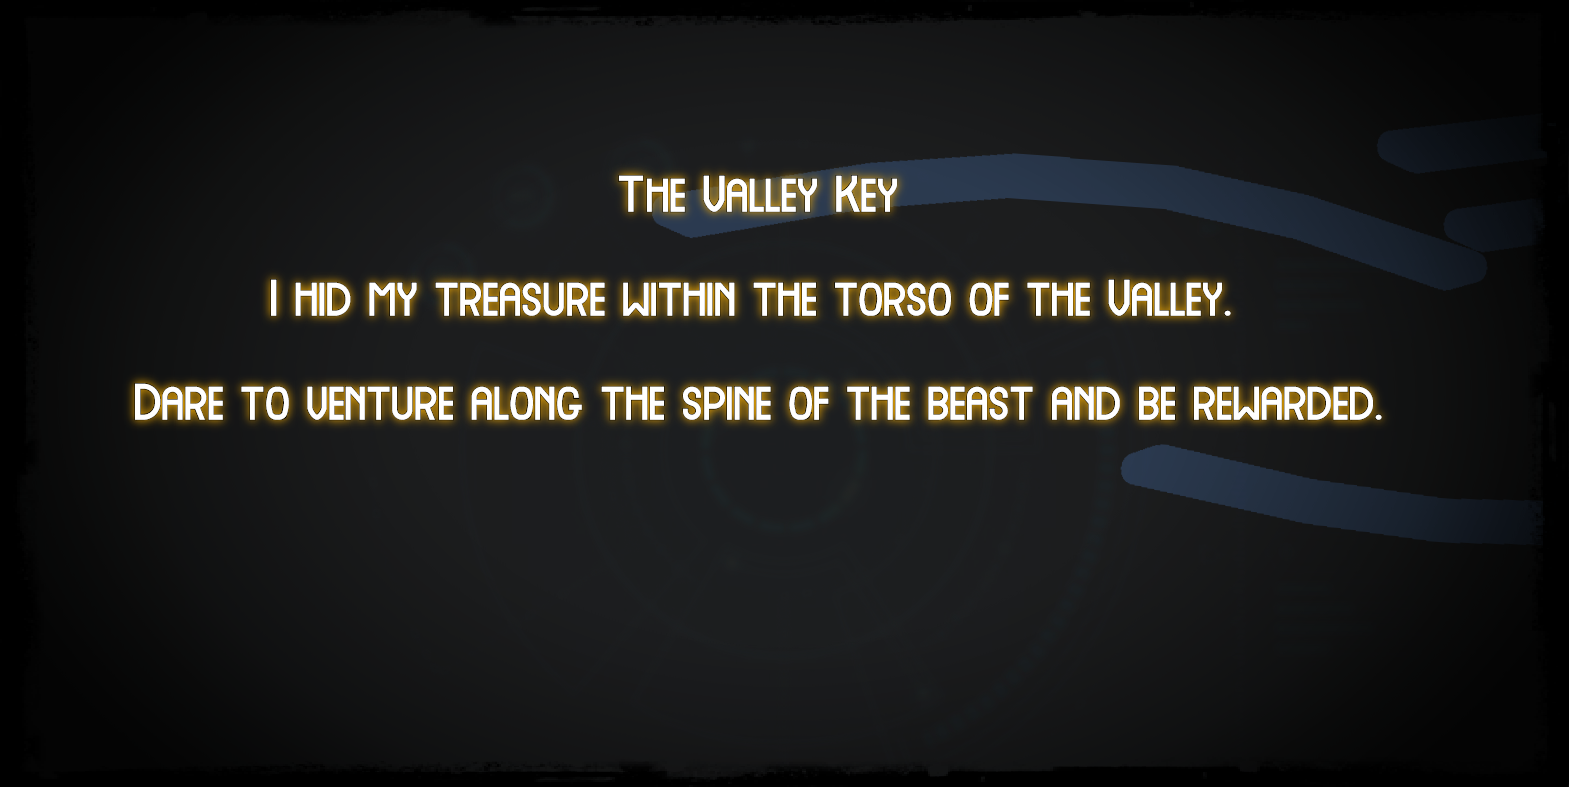 The Valley Key
I hid my treasure within the torso of the Valley.
Dare to venture along the spine of the beast and be rewarded.